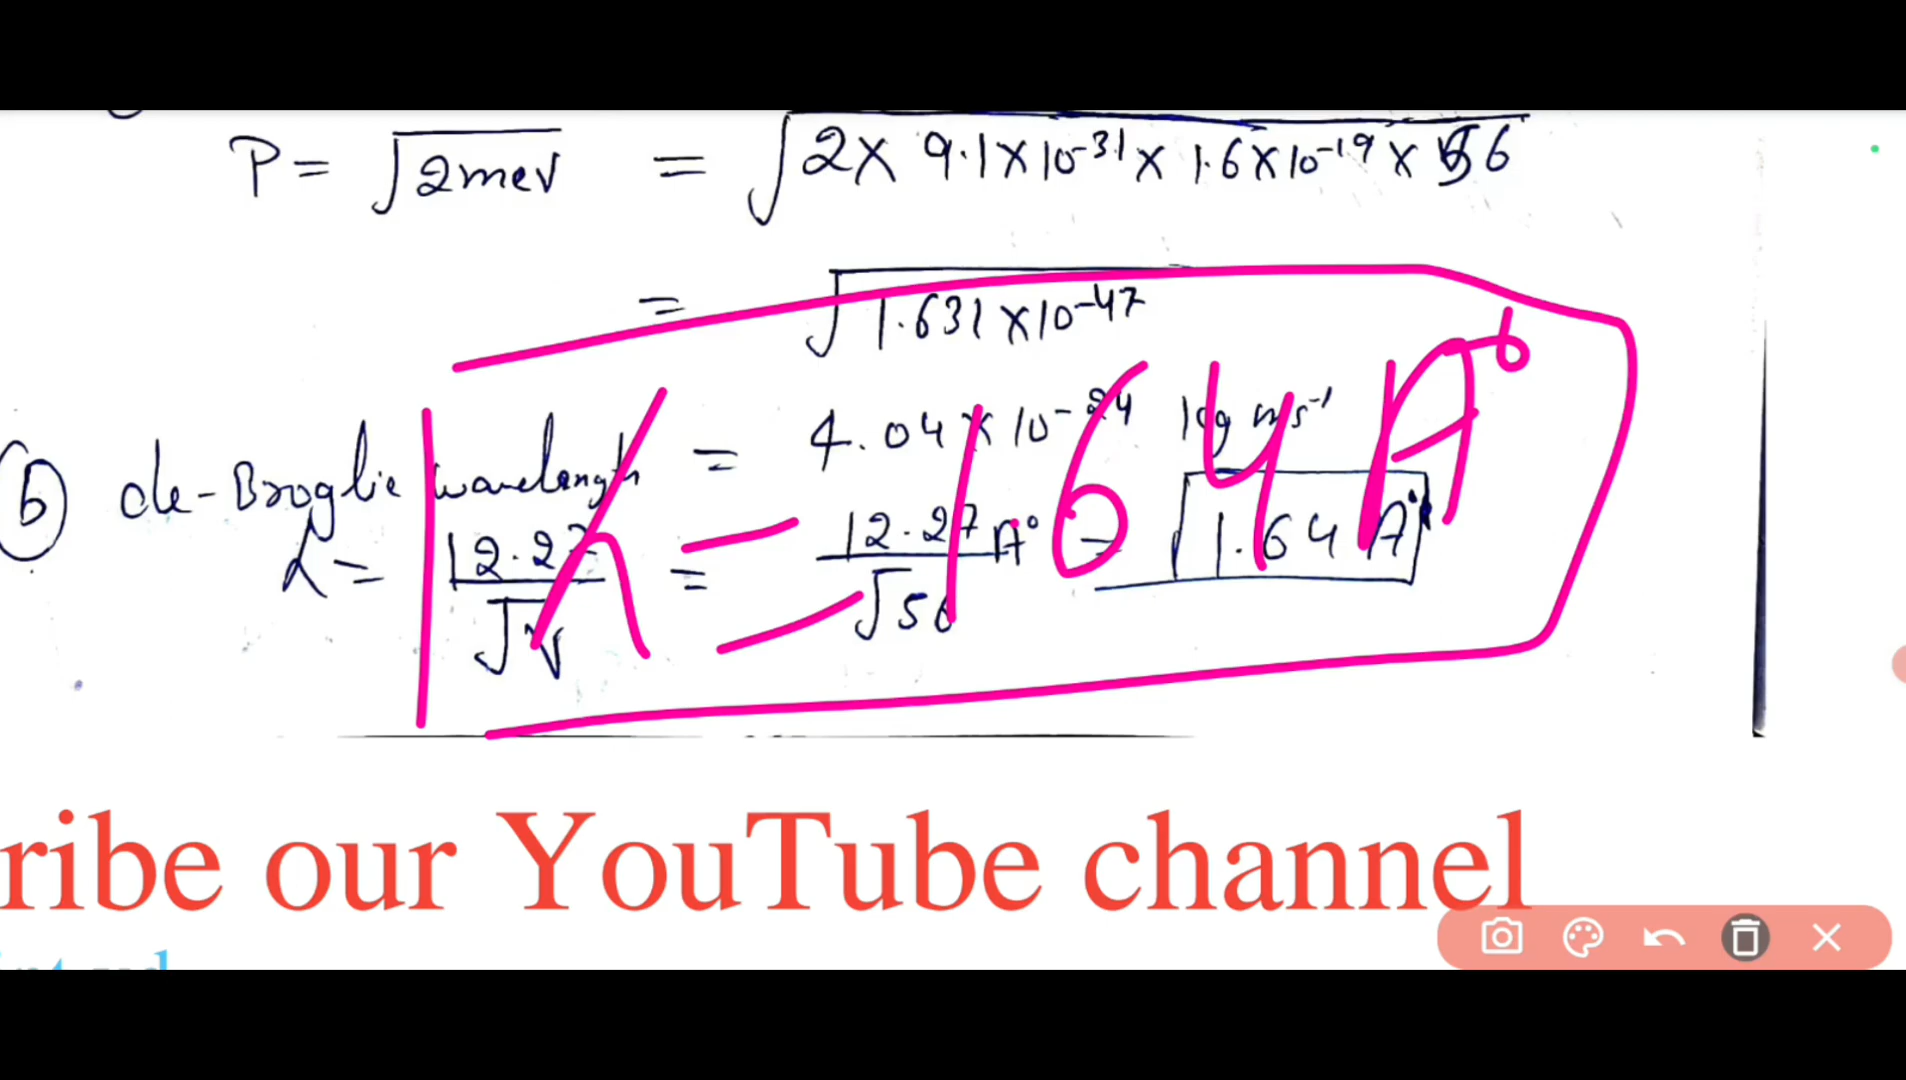 P = √2meV = √2× 9.1×10⁻³¹× 1.6×10⁻¹⁹ × 56
= √1.631×10⁻⁴⁷
= 4.04×10⁻²⁴ kg ms⁻¹
(b) de-Broglie wavelength
λ = 12.27/√V = 12.27/√56 A° = 1.64 A°
λ = 1.64 A°
ribe our YouTube channel